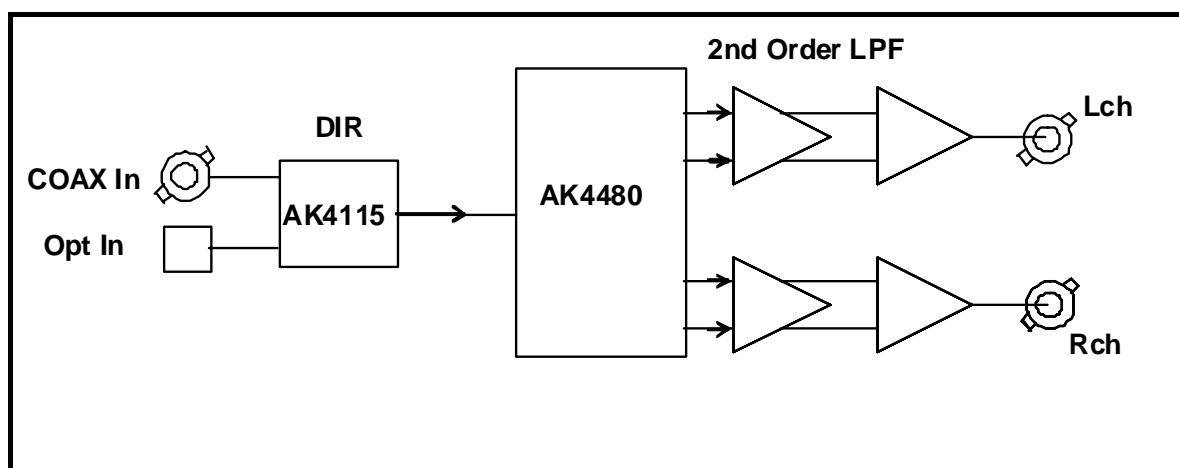 2nd Order LPF
Lch
DIR
COAX In
AK4115
AK4480
Opt In
Rch